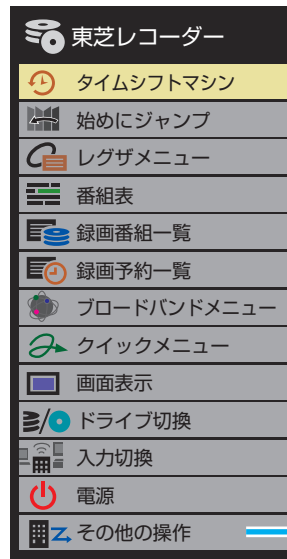 東芝レコーダー
タイムシフトマシン
始めにジャンプ
レグザメニュー
番組表
録画番組一覧
録画予約一覧
ブロードバンドメニュー
クイックメニュー
画面表示
ドライブ切換
入力切換
電源
その他の操作